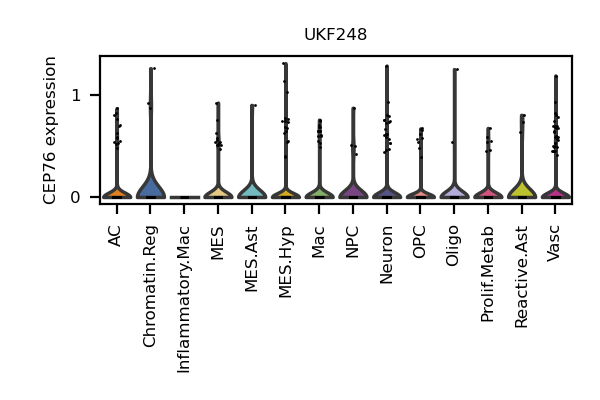 UKF248
CEP76 expression
1
0
AC
Chromatin.Reg
Inflammatory.Mac
MES
MES.Ast
MES.Hyp
Mac
NPC
Neuron
OPC
Oligo
Prolif.Metab
Reactive.Ast
Vasc